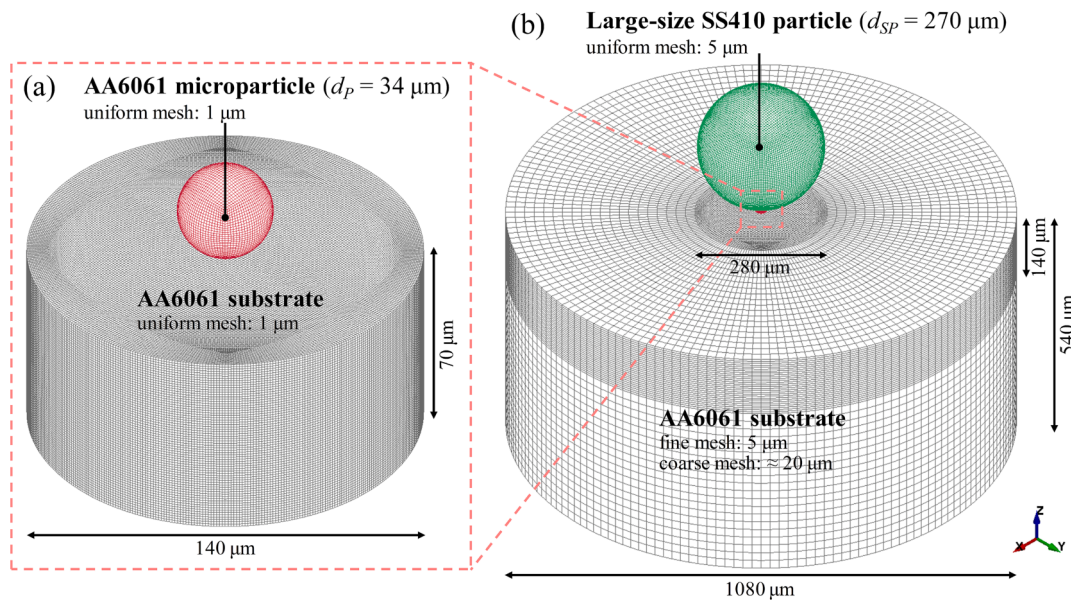 (a)
AA6061 microparticle (dP = 34 μm)
uniform mesh: 1 μm
AA6061 substrate
uniform mesh: 1 μm
70 μm
140 μm
(b)
Large-size SS410 particle (dSP = 270 μm)
uniform mesh: 5 μm
280 μm
140 μm
540 μm
AA6061 substrate
fine mesh: 5 μm
coarse mesh: ≈ 20 μm
1080 μm
Z
X
Y